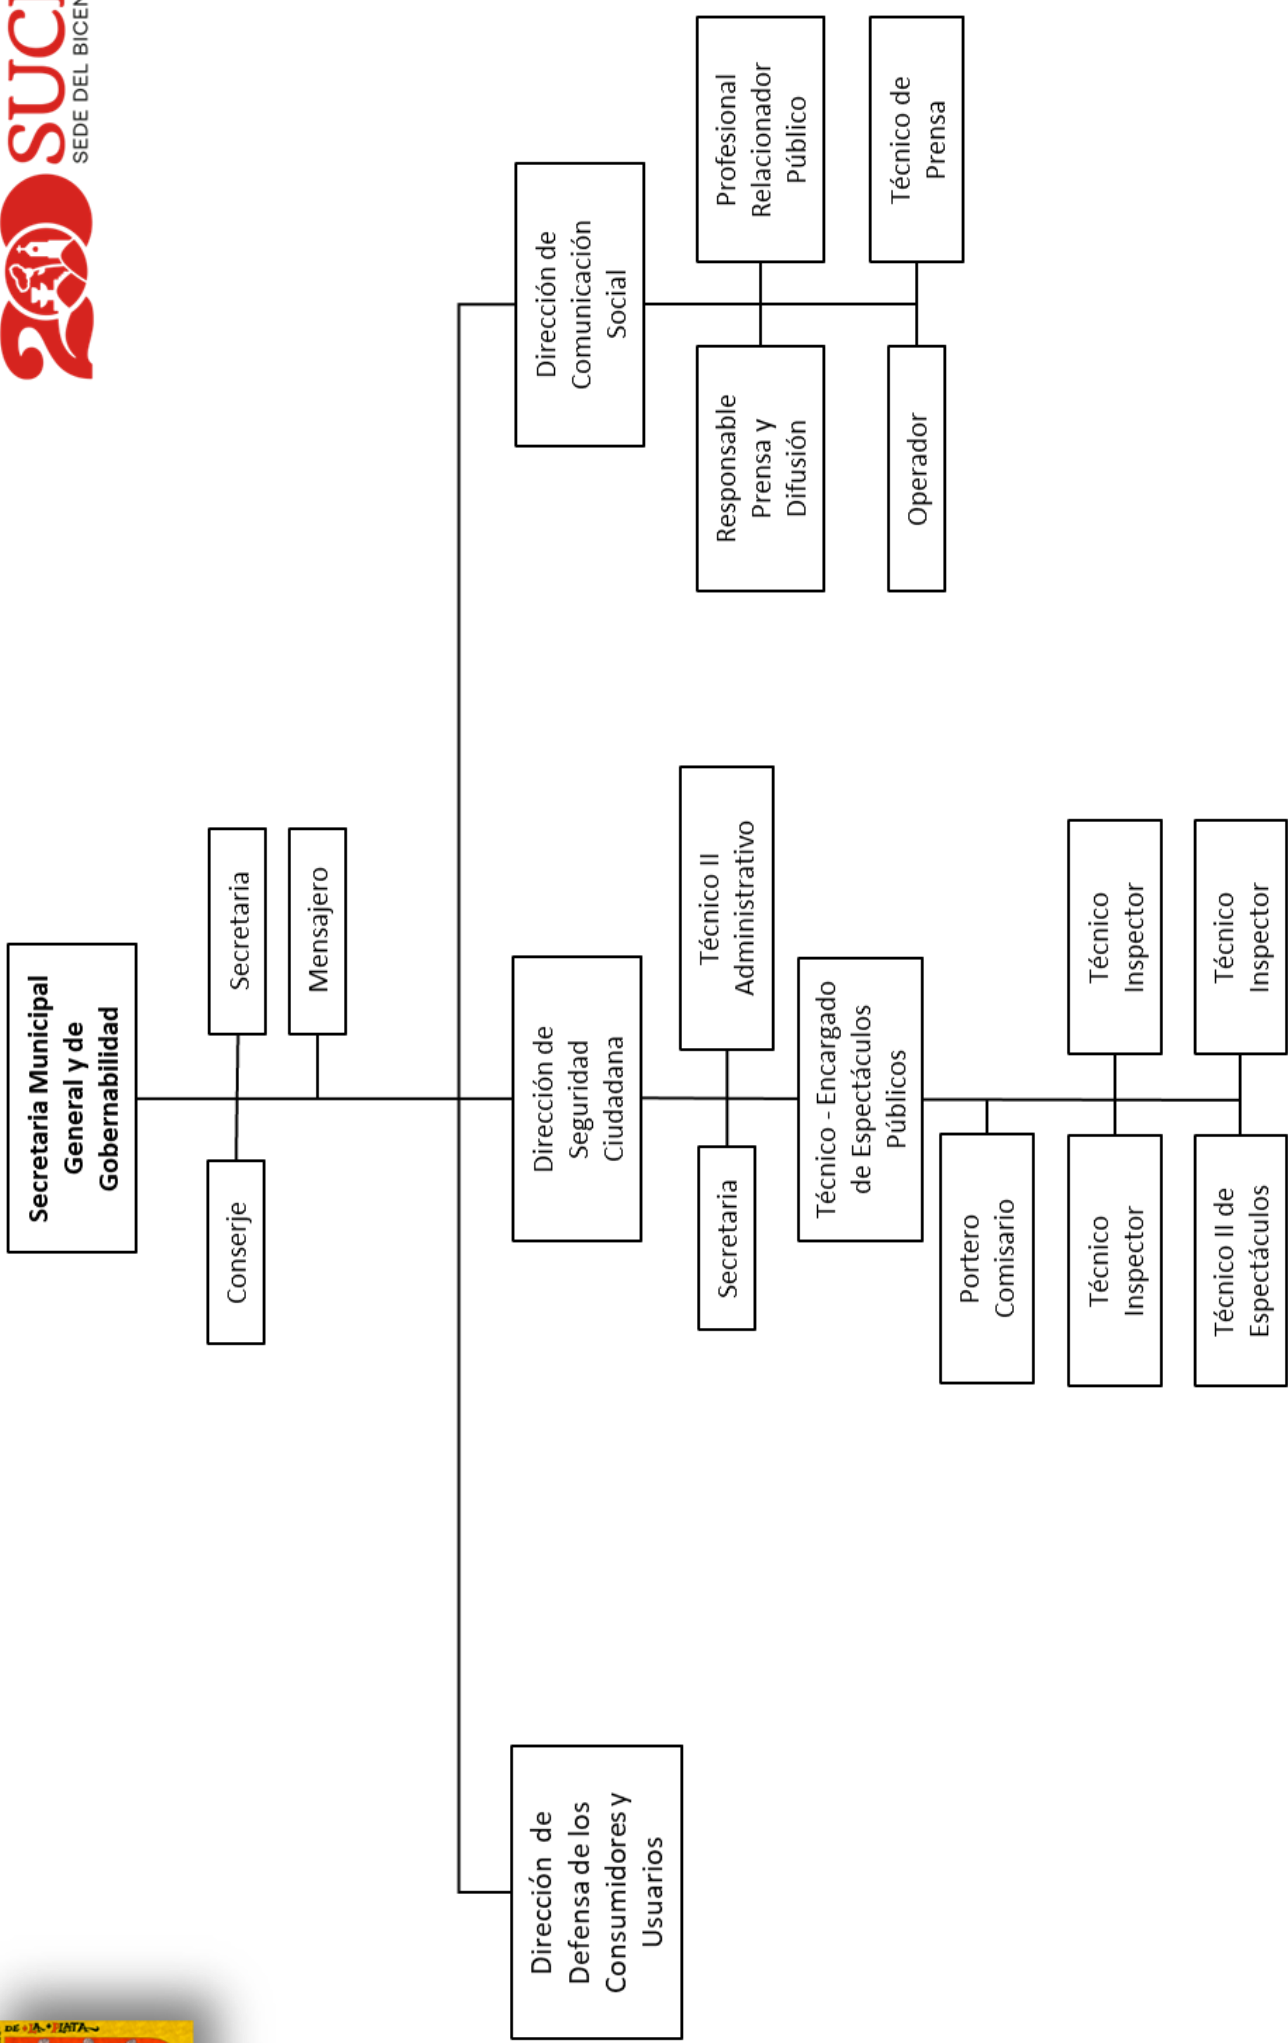 SEDE DEL BICEN
DE LA PLATA
Secretaria Municipal
General y de
Gobernabilidad
Conserje
Secretaria
Mensajero
Dirección de
Defensa de los
Consumidores y
Usuarios
Dirección de
Seguridad
Ciudadana
Secretaria
Técnico II
Administrativo
Técnico - Encargado
de Espectáculos
Públicos
Portero
Comisario
Técnico
Inspector
Técnico
Inspector
Técnico II de
Espectáculos
Técnico
Inspector
Dirección de
Comunicación
Social
Responsable
Prensa y
Difusión
Profesional
Relacionador
Público
Operador
Técnico de
Prensa